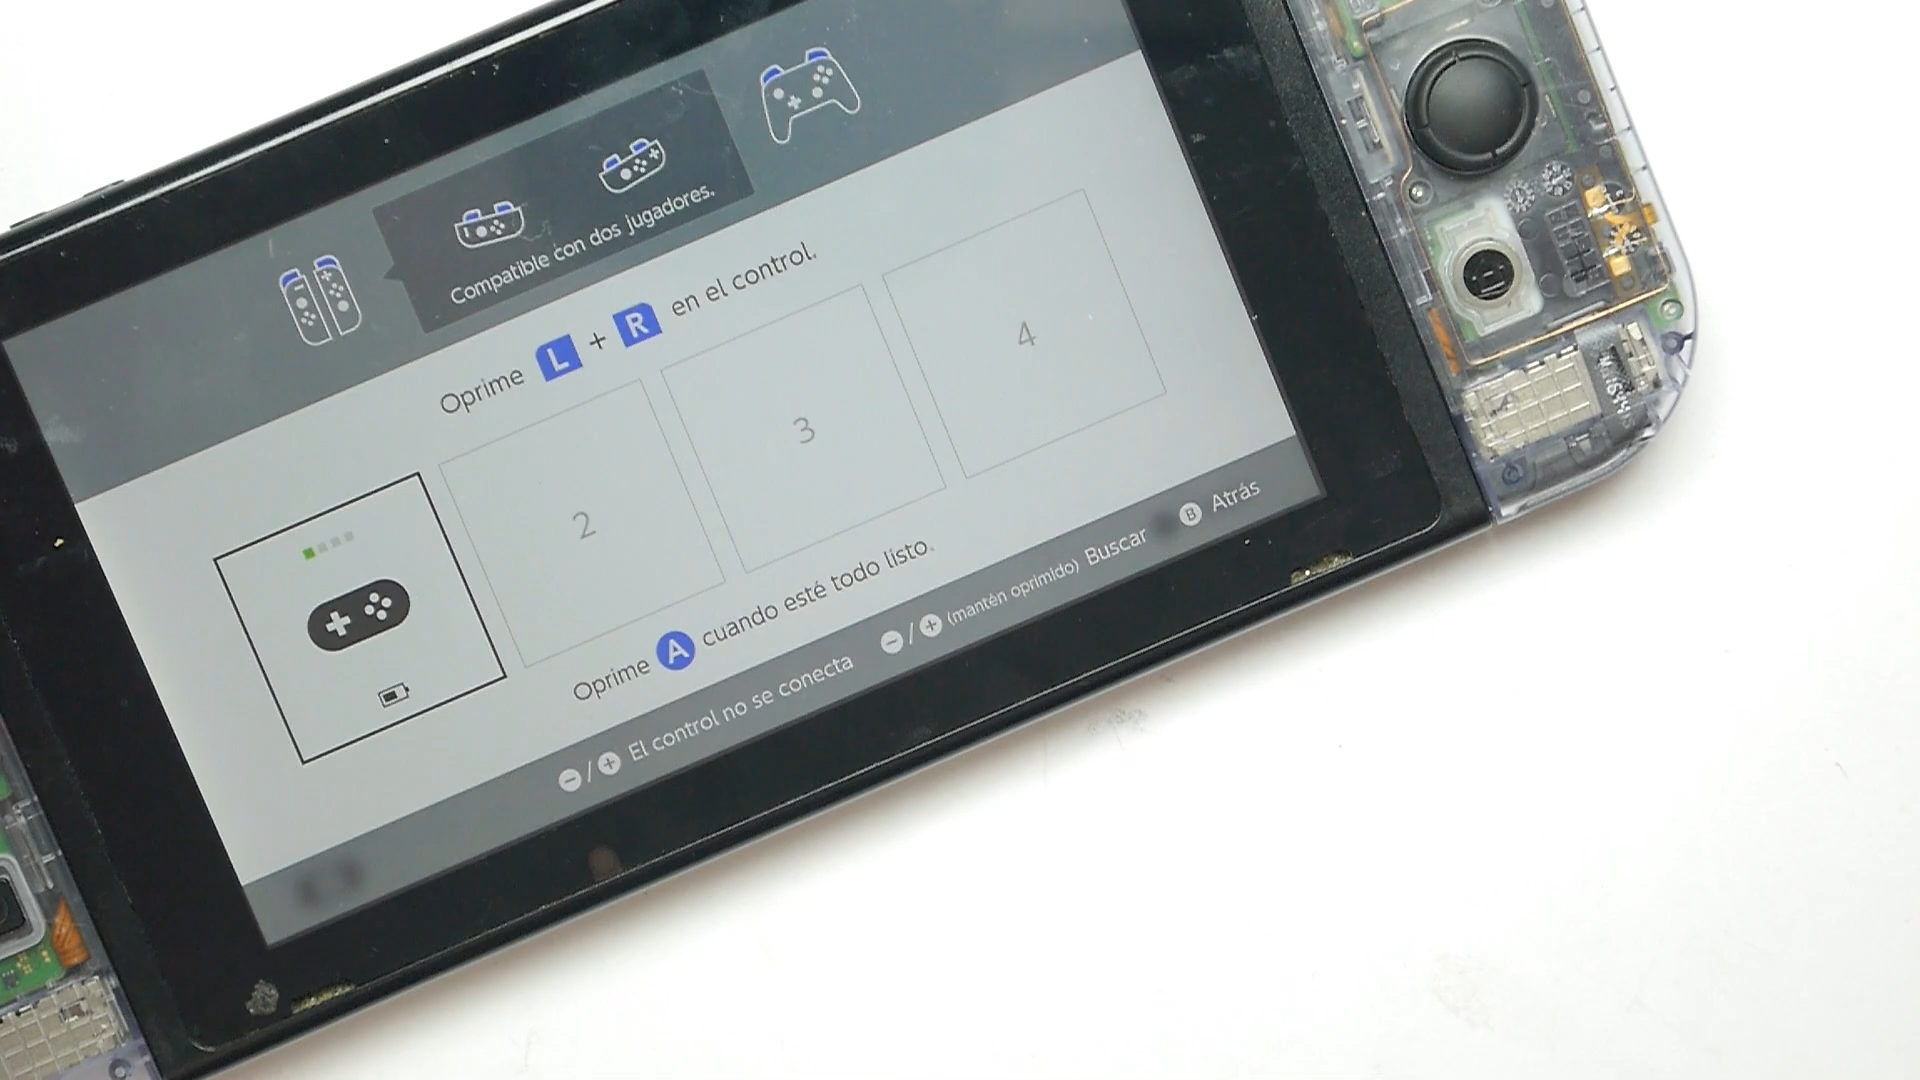 Compatible con dos jugadores.
Oprime L + R en el control.
2
3
4
Oprime A cuando esté todo listo.
−/+ El control no se conecta −/+ (mantén oprimido) Buscar B Atrás